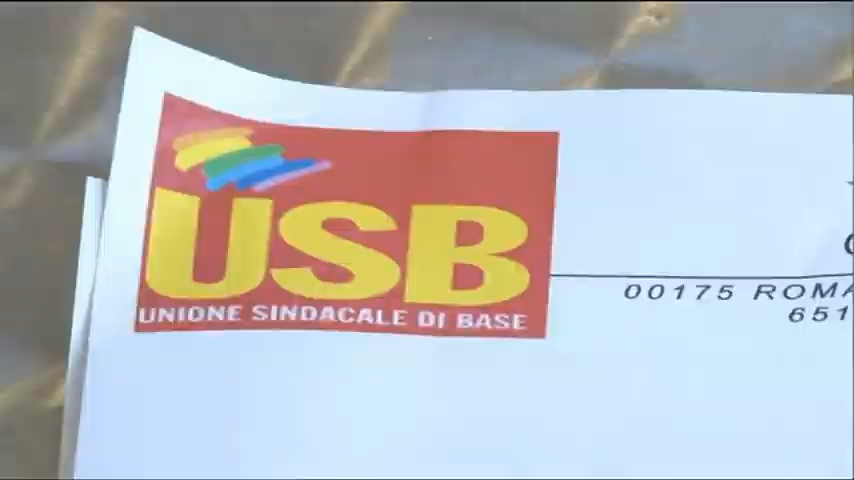 USB
UNIONE SINDACALE DI BASE
00175 ROMA
651